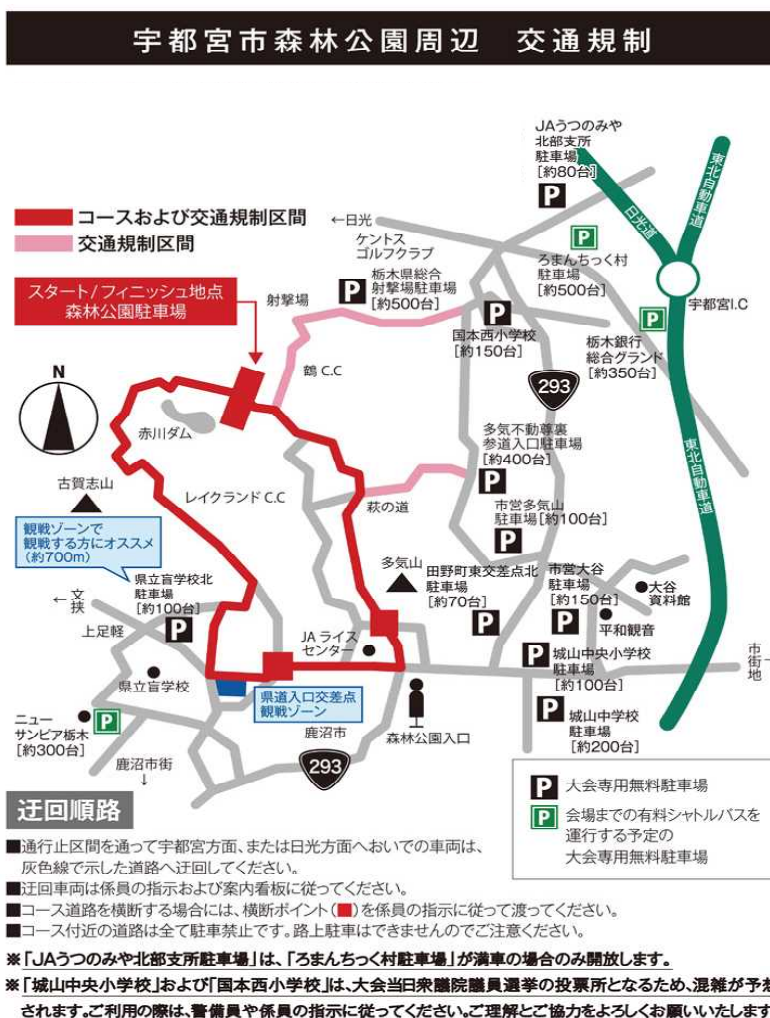 宇都宮市森林公園周辺　交通規制
JAうつのみや
北部支所
駐車場
[約80台]
P
東北自動車道
日光道
コースおよび交通規制区間
交通規制区間
←日光
ケントス
ゴルフクラブ
P
ろまんちっく村
駐車場
[約500台]
スタート/フィニッシュ地点
森林公園駐車場
射撃場
P
栃木県総合
射撃場駐車場
[約500台]
P
国本西小学校
[約150台]
宇都宮I.C
P
栃木銀行
総合グランド
[約350台]
N
鶴 C.C
293
赤川ダム
多気不動尊裏
参道入口駐車場
[約400台]
P
東北自動車道
古賀志山
レイクランド C.C
萩の道
市営多気山
駐車場[約100台]
P
観戦ゾーンで
観戦する方にオススメ
(約700m)
県立盲学校北
駐車場
[約100台]
P
←文挟
上足軽
多気山
田野町東交差点北
駐車場
[約70台]
P
市営大谷
駐車場
[約150台]
P
大谷
資料館
平和観音
JA ライス
センター
県立盲学校
P
城山中央小学校
駐車場
[約100台]
市街地→
県道入口交差点
観戦ゾーン
ニュー
サンピア栃木
[約300台]
P
鹿沼市
森林公園入口
P
城山中学校
駐車場
[約200台]
鹿沼市街
↓
293
P 大会専用無料駐車場
P 会場までの有料シャトルバスを
運行する予定の
大会専用無料駐車場
迂回順路
■通行止区間を通って宇都宮方面、または日光方面へおいでの車両は、
灰色線で示した道路へ迂回してください。
■迂回車両は係員の指示および案内看板に従ってください。
■コース道路を横断する場合には、横断ポイント(■)を係員の指示に従って渡ってください。
■コース付近の道路は全て駐車禁止です。路上駐車はできませんのでご注意ください。
※「JAうつのみや北部支所駐車場」は、「ろまんちっく村駐車場」が満車の場合のみ開放します。
※「城山中央小学校」および「国本西小学校」は、大会当日衆議院議員選挙の投票所となるため、混雑が予想
されます。ご利用の際は、警備員や係員の指示に従ってください。ご理解とご協力をよろしくお願いいたします